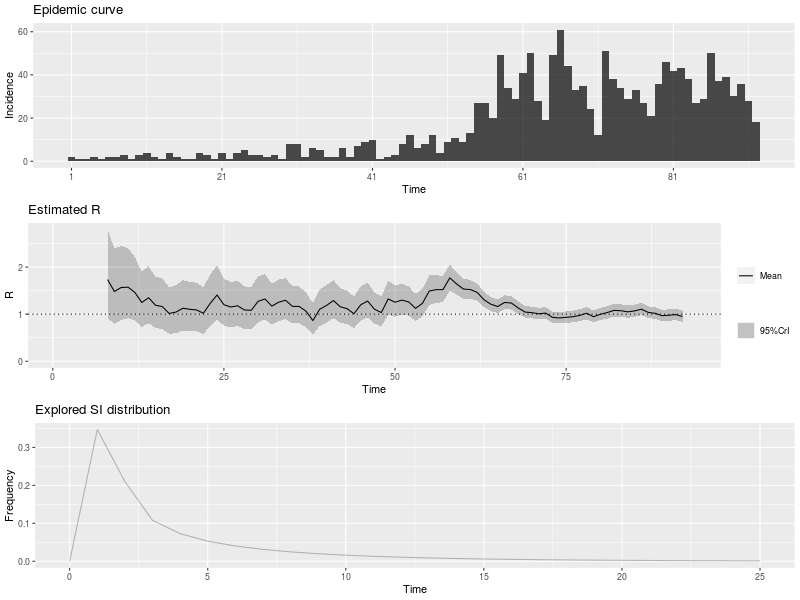 Epidemic curve
60
40
20
0
Incidence
1 21 41 61 81
Time
Estimated R
2
1
0
R
0 25 50 75
Time
Mean
95%CrI
Explored SI distribution
0.3
0.2
0.1
0.0
Frequency
0 5 10 15 20 25
Time